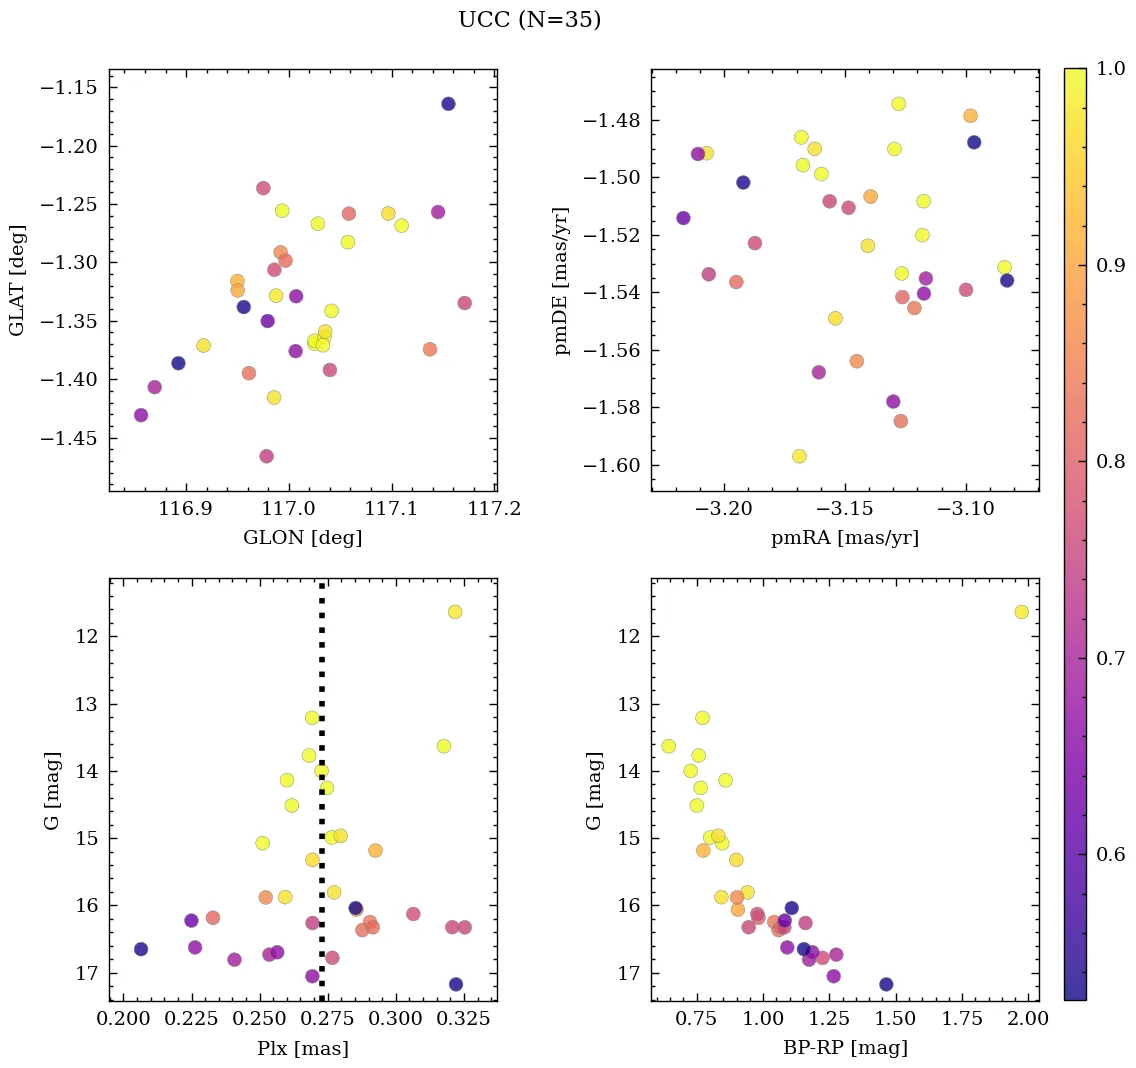 UCC (N=35)
−1.15
−1.20
−1.25
−1.30
−1.35
−1.40
−1.45
GLAT [deg]
116.9 117.0 117.1 117.2
GLON [deg]
−1.48
−1.50
−1.52
−1.54
−1.56
−1.58
−1.60
pmDE [mas/yr]
−3.20 −3.15 −3.10
pmRA [mas/yr]
1.0
0.9
0.8
0.7
0.6
12
13
14
15
16
17
G [mag]
0.200 0.225 0.250 0.275 0.300 0.325
Plx [mas]
12
13
14
15
16
17
G [mag]
0.75 1.00 1.25 1.50 1.75 2.00
BP-RP [mag]